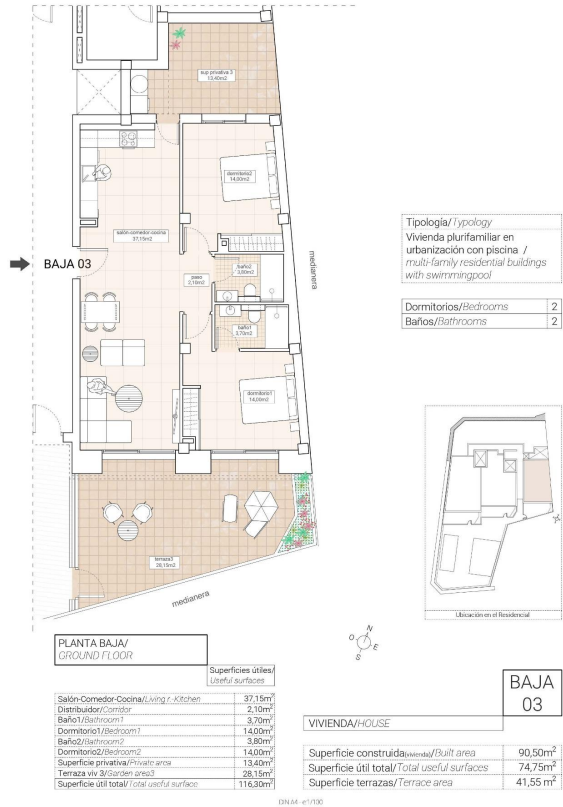 sup privativa 3
13,40m2
dormitorio2
14,00m2
salón-comedor-cocina
37,15m2
BAJA 03
baño2
3,80m2
paso
2,10m2
medianera
baño1
3,70m2
dormitorio1
14,00m2
terraza3
28,15m2
medianera
Tipología/Typology
Vivienda plurifamiliar en
urbanización con piscina /
multi-family residential buildings
with swimmingpool
Dormitorios/Bedrooms 2
Baños/Bathrooms 2
Ubicación en el Residencial
N
O
E
S
PLANTA BAJA/
GROUND FLOOR
Superficies útiles/
Useful surfaces
Salón-Comedor-Cocina/Living r.-Kitchen 37,15m2
Distribuidor/Corridor 2,10m2
Baño1/Bathroom1 3,70m2
Dormitorio1/Bedroom1 14,00m2
Baño2/Bathroom2 3,80m2
Dormitorio2/Bedroom2 14,00m2
Superficie privativa/Private area 13,40m2
Terraza viv 3/Garden area3 28,15m2
Superficie útil total/Total useful surface 116,30m2
BAJA
03
VIVIENDA/HOUSE
Superficie construida(vivienda)/Built area 90,50m2
Superficie útil total/Total useful surfaces 74,75m2
Superficie terrazas/Terrace area 41,55 m2
DIN A4 - e1/100